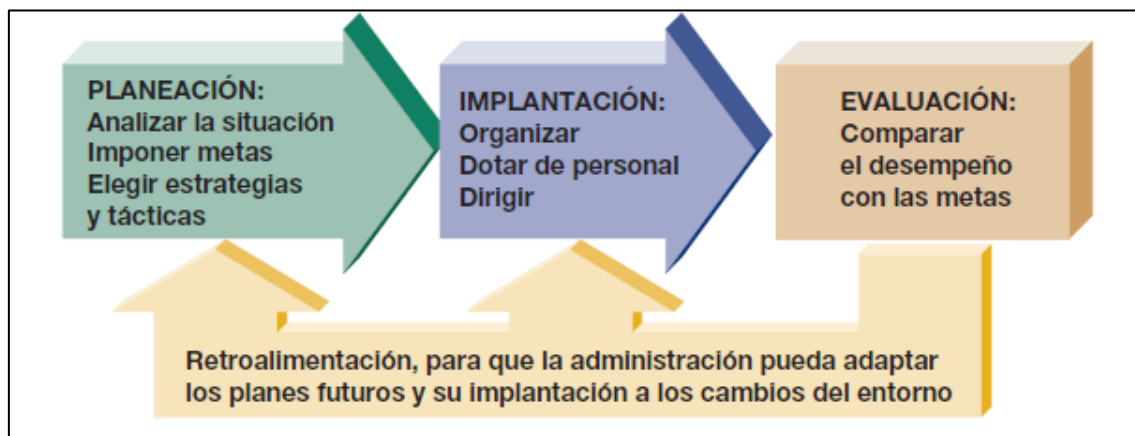 PLANEACIÓN:
Analizar la situación
Imponer metas
Elegir estrategias
y tácticas
IMPLANTACIÓN:
Organizar
Dotar de personal
Dirigir
EVALUACIÓN:
Comparar
el desempeño
con las metas
Retroalimentación, para que la administración pueda adaptar
los planes futuros y su implantación a los cambios del entorno